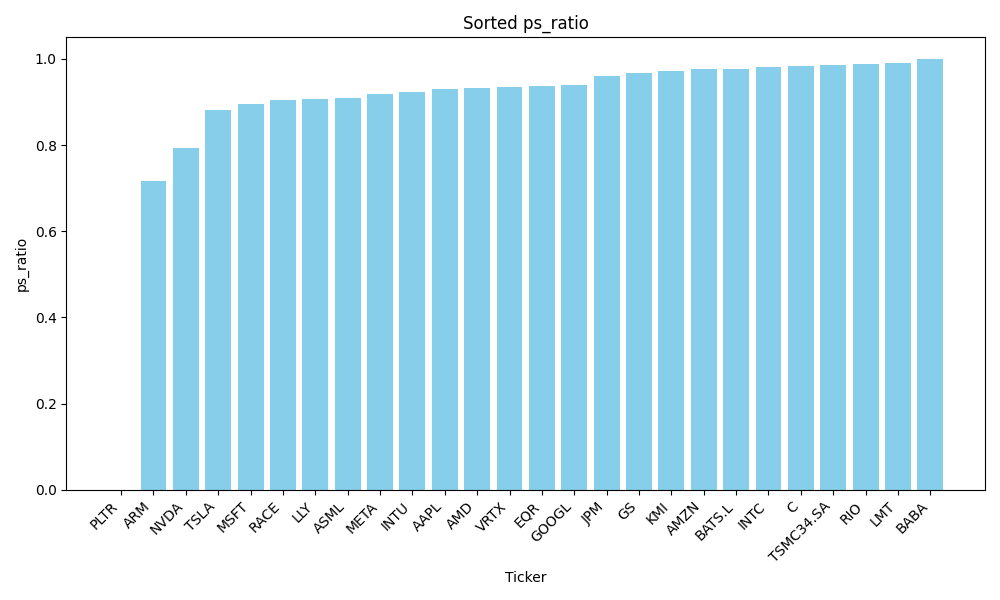 Sorted ps_ratio
ps_ratio
1.0
0.8
0.6
0.4
0.2
0.0
PLTR
ARM
NVDA
TSLA
MSFT
RACE
LLY
ASML
META
INTU
AAPL
AMD
VRTX
EQR
GOOGL
JPM
GS
KMI
AMZN
BATS.L
INTC
C
TSMC34.SA
RIO
LMT
BABA
Ticker